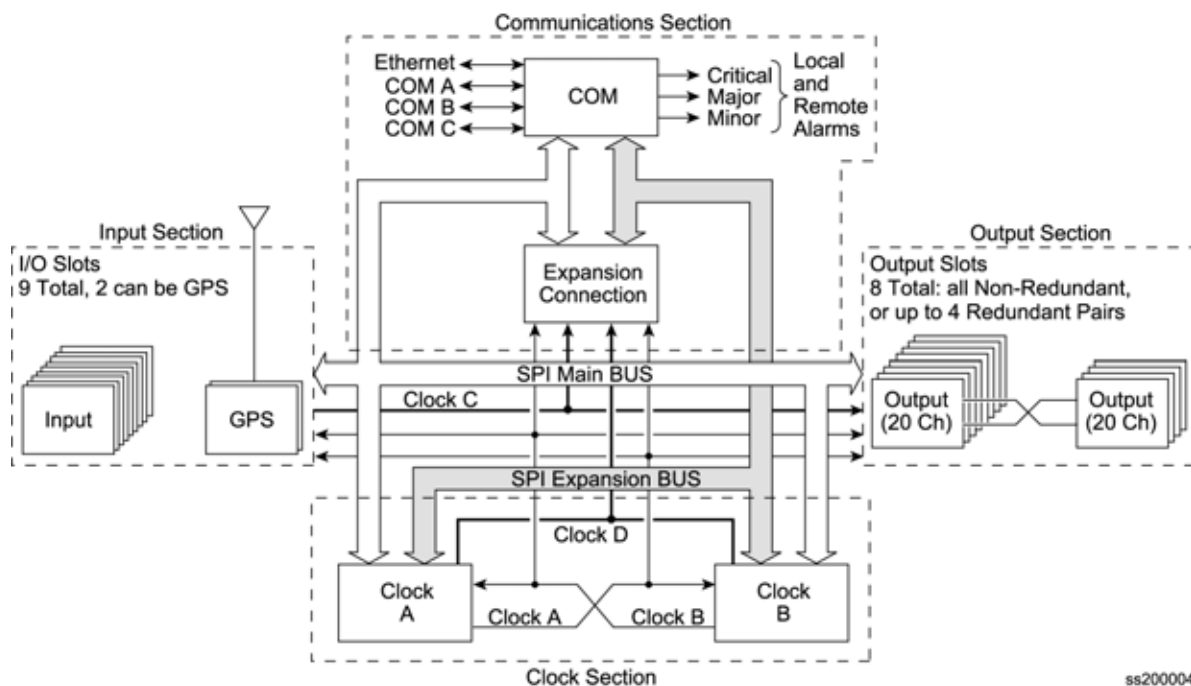 Communications Section
Ethernet
COM A
COM B
COM C
COM
Critical
Major
Minor
Local
and
Remote
Alarms
Input Section
I/O Slots
9 Total, 2 can be GPS
Input
GPS
Expansion
Connection
Output Section
Output Slots
8 Total: all Non-Redundant,
or up to 4 Redundant Pairs
Output
(20 Ch)
Output
(20 Ch)
SPI Main BUS
Clock C
SPI Expansion BUS
Clock D
Clock
A
Clock A
Clock B
Clock
B
Clock Section
ss200004